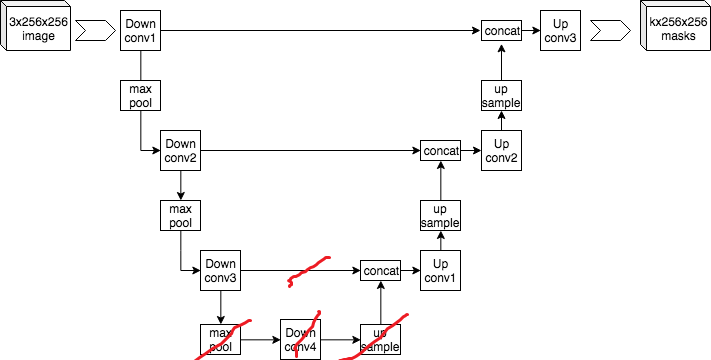 3x256x256
image
Down
conv1
concat
Up
conv3
kx256x256
masks
max
pool
up
sample
Down
conv2
concat
Up
conv2
max
pool
up
sample
Down
conv3
concat
Up
conv1
max
pool
Down
conv4
up
sample